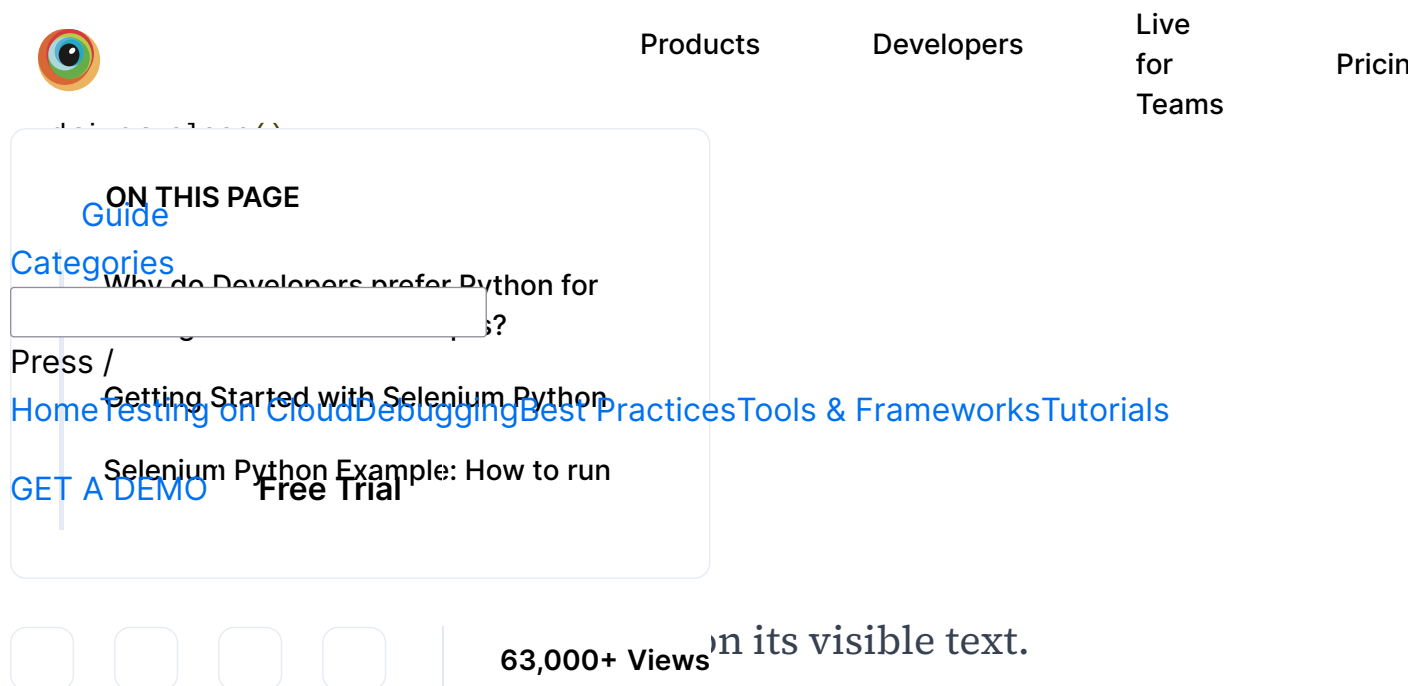 Products
Developers
Live
for
Teams
Pricin
ON THIS PAGE
Guide
Categories
Why do Developers prefer Python for
s?
Press /
Getting Started with Selenium Python
HomeTesting on CloudDebuggingBest PracticesTools & FrameworksTutorials
Selenium Python Example: How to run
GET A DEMO
Free Trial
on its visible text.
63,000+ Views